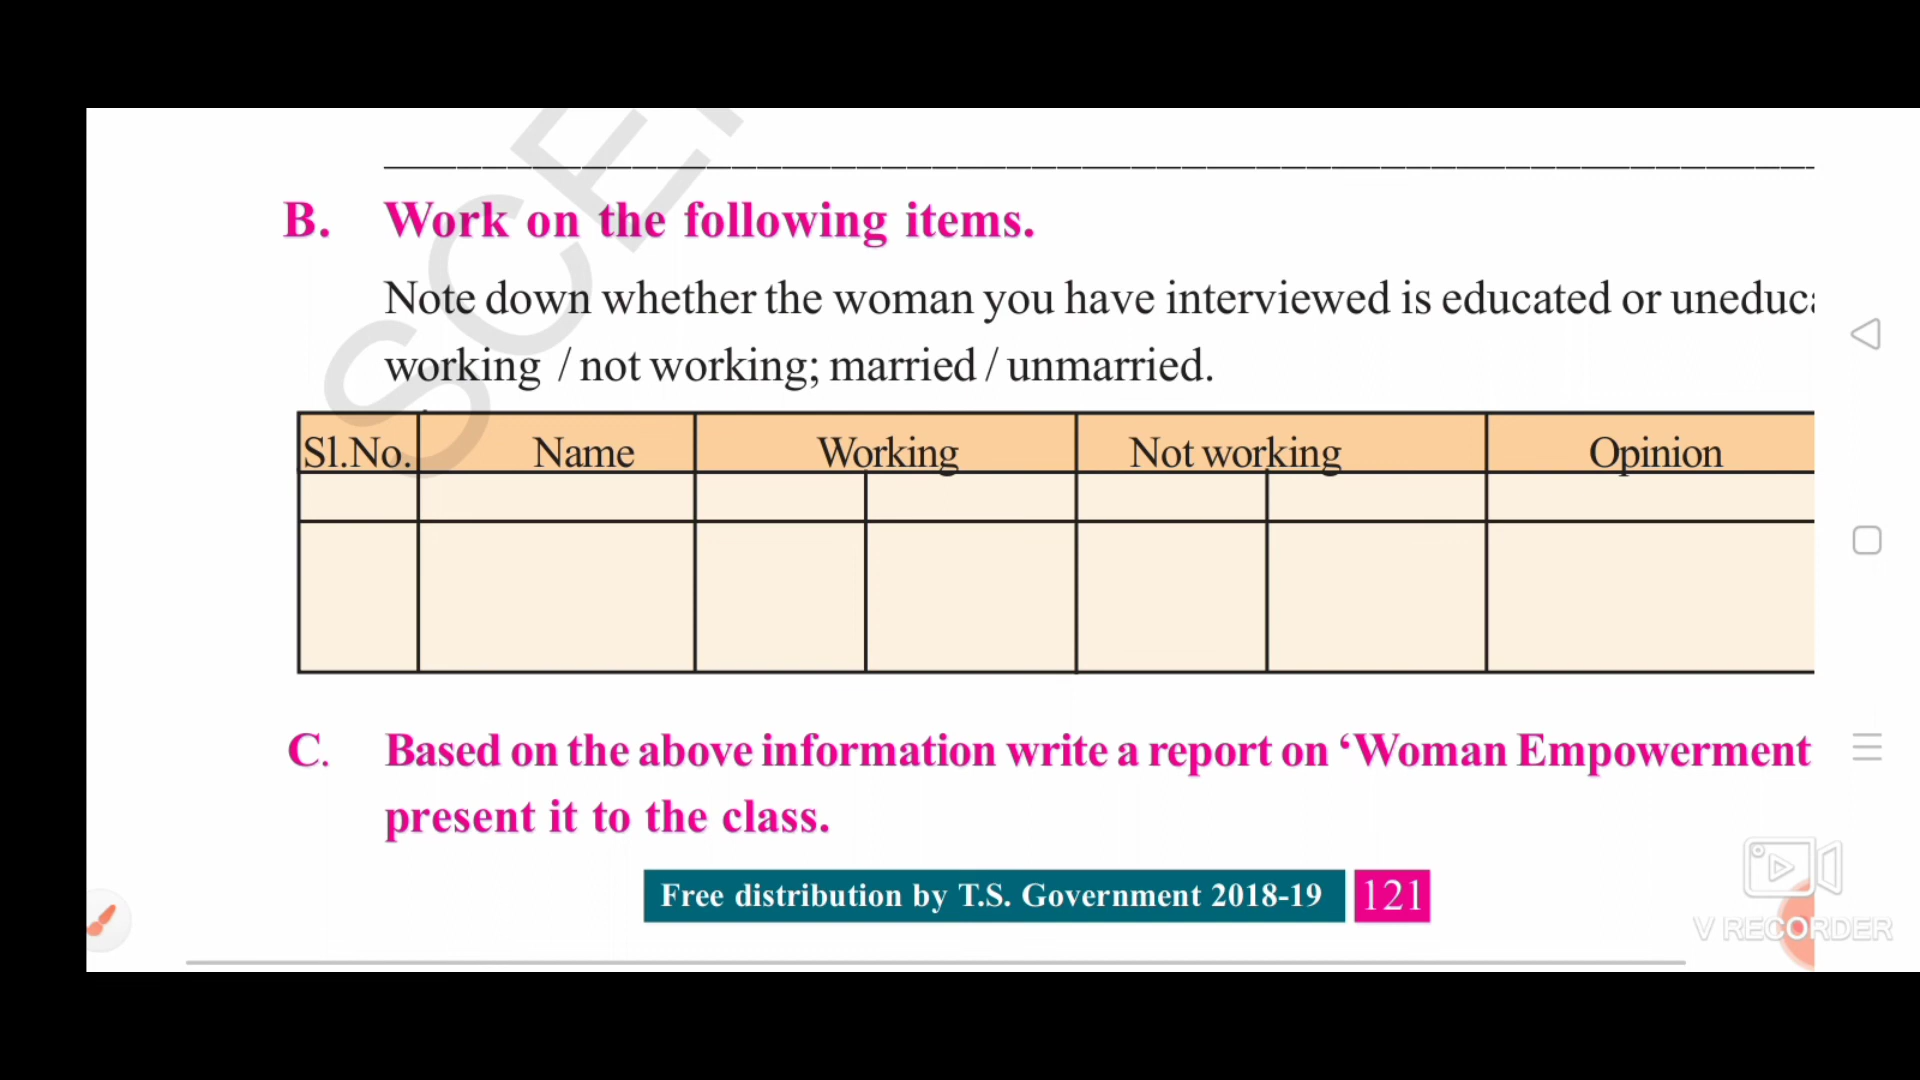 B. Work on the following items.
Note down whether the woman you have interviewed is educated or
working / not working; married / unmarried.
Sl.No. Name Working Not working Opinion
C. Based on the above information write a report on ‘Woman Empowerment
present it to the class.
Free distribution by T.S. Government 2018-19 121
V RECORDER